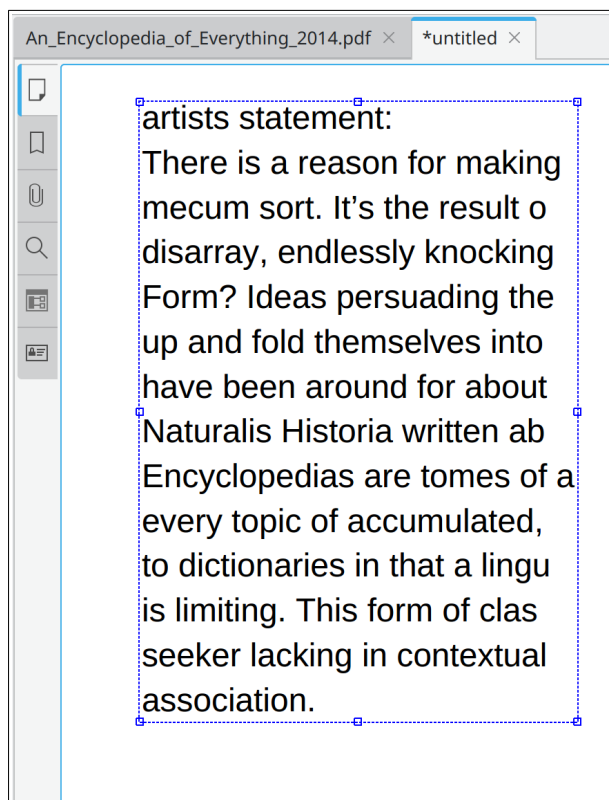 An_Encyclopedia_of_Everything_2014.pdf
*untitled
artists statement:
There is a reason for making
mecum sort. It’s the result o
disarray, endlessly knocking
Form? Ideas persuading the
up and fold themselves into
have been around for about
Naturalis Historia written ab
Encyclopedias are tomes of a
every topic of accumulated,
to dictionaries in that a lingu
is limiting. This form of clas
seeker lacking in contextual
association.